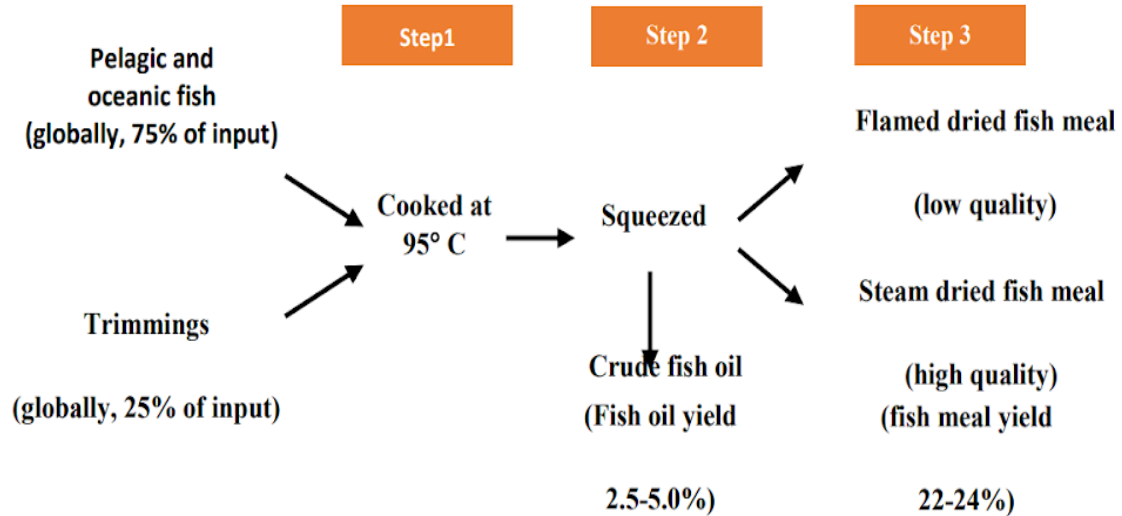 Step1
Step 2
Step 3
Pelagic and
oceanic fish
(globally, 75% of input)
Trimmings
(globally, 25% of input)
Cooked at
95° C
Squeezed
Crude fish oil
(Fish oil yield
2.5-5.0%)
Flamed dried fish meal
(low quality)
Steam dried fish meal
(high quality)
(fish meal yield
22-24%)